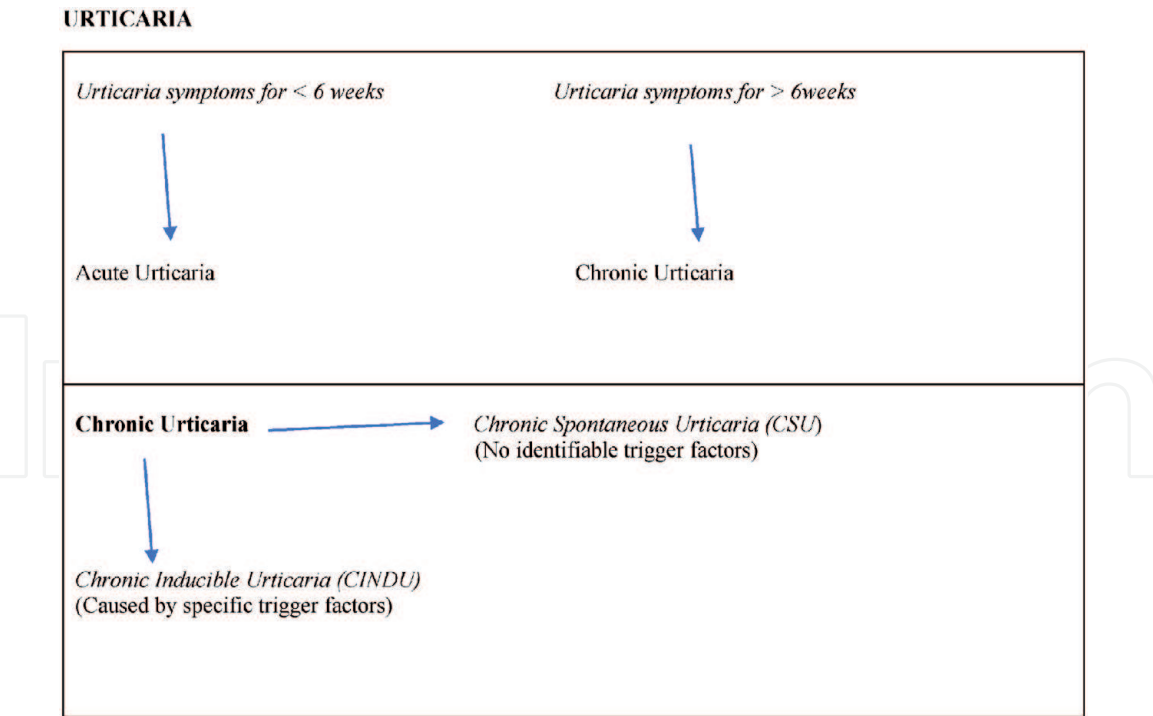 URTICARIA
Urticaria symptoms for < 6 weeks
Urticaria symptoms for > 6weeks
Acute Urticaria
Chronic Urticaria
Chronic Urticaria
Chronic Spontaneous Urticaria (CSU)
(No identifiable trigger factors)
Chronic Inducible Urticaria (CINDU)
(Caused by specific trigger factors)